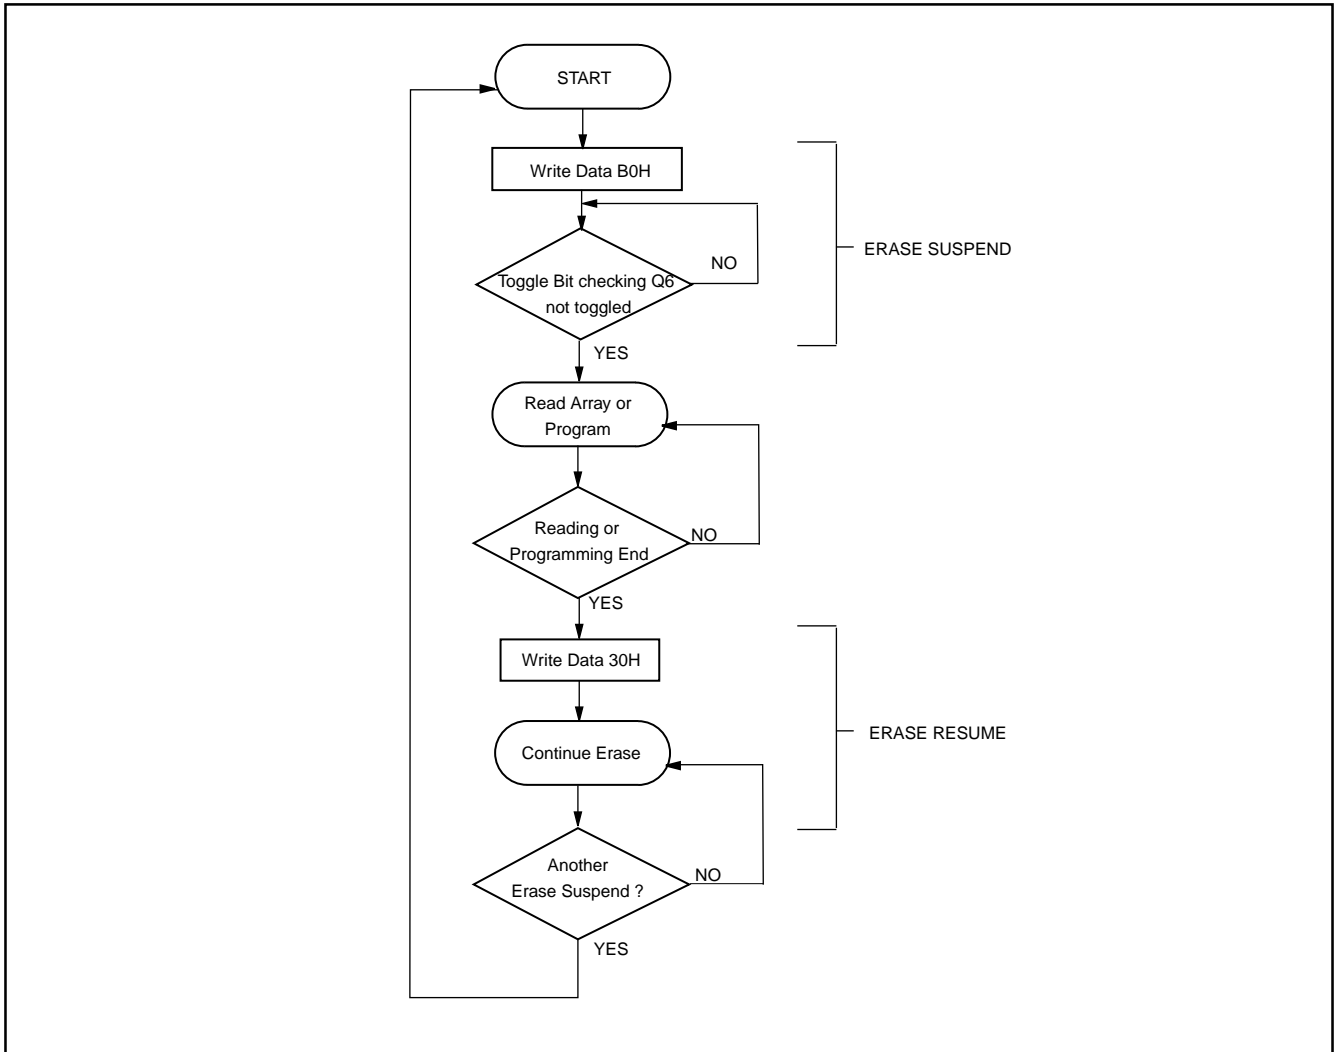 START
Write Data B0H
ERASE SUSPEND
NO
Toggle Bit checking Q6
not toggled
YES
Read Array or
Program
Reading or
Programming End
NO
YES
Write Data 30H
ERASE RESUME
Continue Erase
Another
Erase Suspend ?
NO
YES